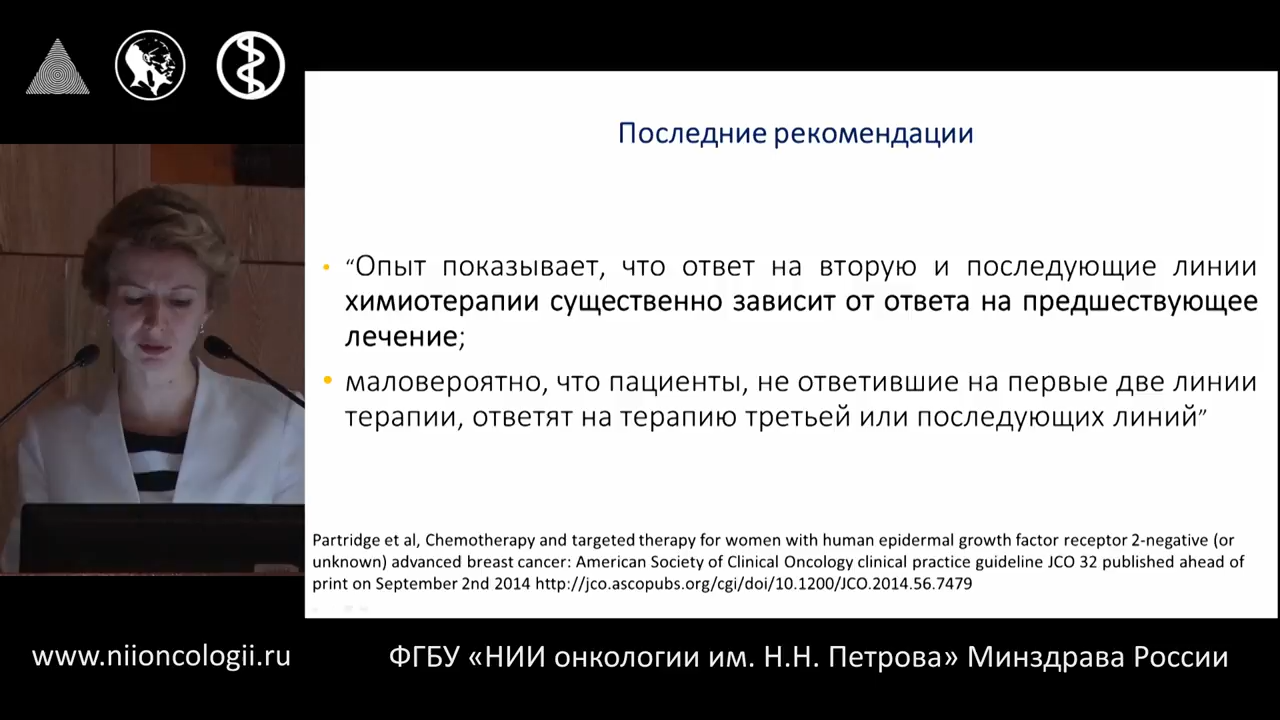 Последние рекомендации
• “Опыт показывает, что ответ на вторую и последующие линии
химиотерапии существенно зависит от ответа на предшествующее
лечение;
• маловероятно, что пациенты, не ответившие на первые две линии
терапии, ответят на терапию третьей или последующих линий”
Partridge et al, Chemotherapy and targeted therapy for women with human epidermal growth factor receptor 2-negative (or
unknown) advanced breast cancer: American Society of Clinical Oncology clinical practice guideline JCO 32 published ahead of
print on September 2nd 2014 http://jco.ascopubs.org/cgi/doi/10.1200/JCO.2014.56.7479
www.niioncologii.ru
ФГБУ «НИИ онкологии им. Н.Н. Петрова» Минздрава России